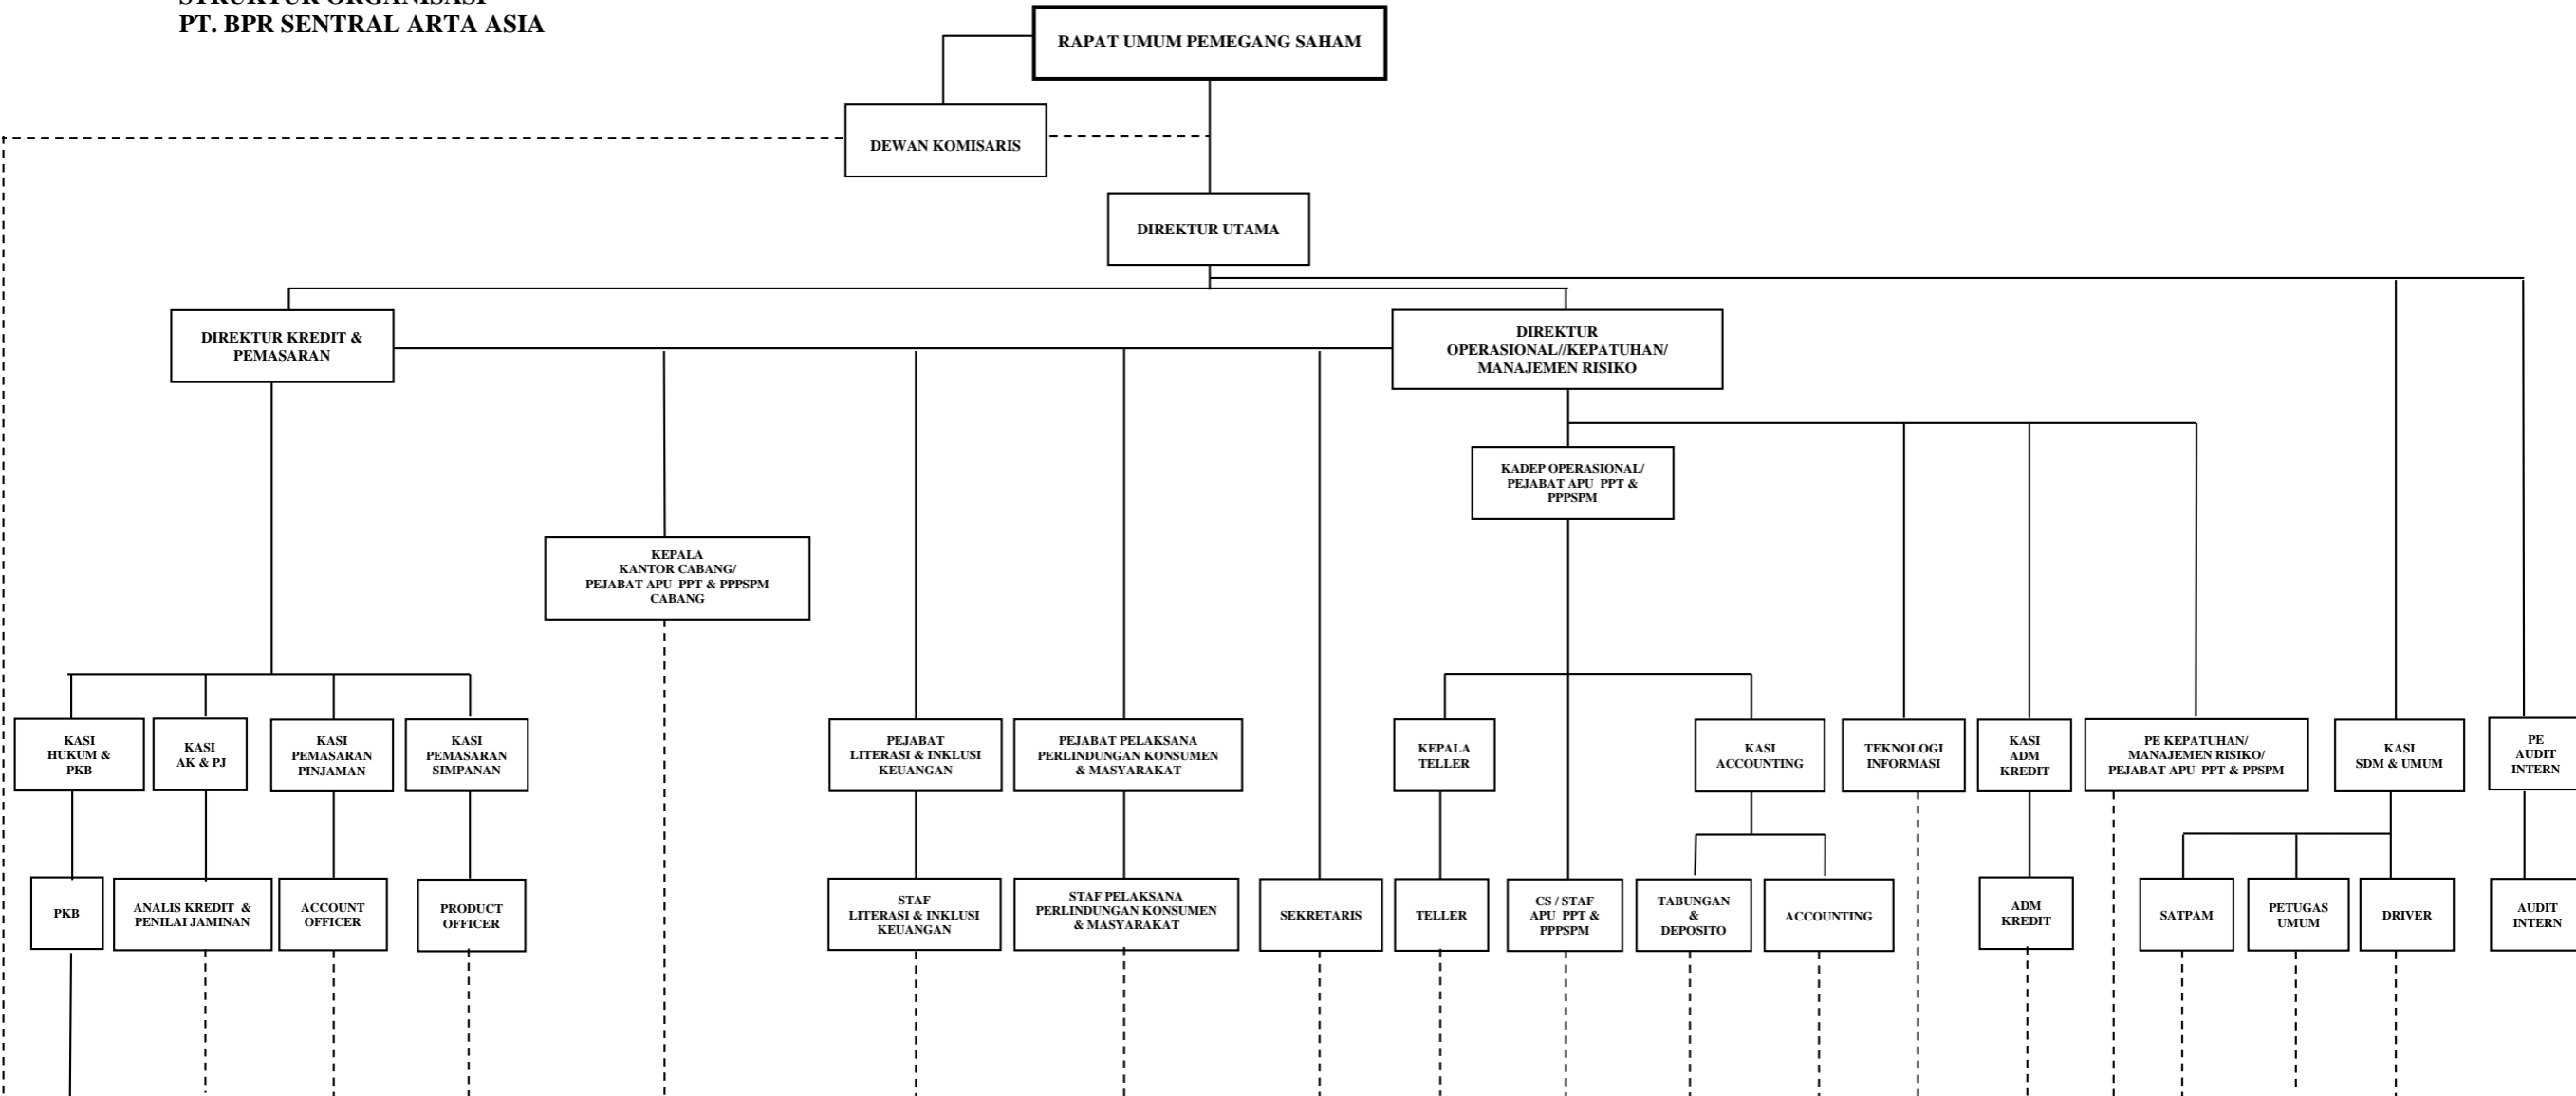 STRUKTUR ORGANISASI
PT. BPR SENTRAL ARTA ASIA
RAPAT UMUM PEMEGANG SAHAM
DEWAN KOMISARIS
DIREKTUR UTAMA
DIREKTUR KREDIT &
PEMASARAN
DIREKTUR
OPERASIONAL//KEPATUHAN/
MANAJEMEN RISIKO
KADEP OPERASIONAL/
PEJABAT APU PPT &
PPPSPM
KEPALA
KANTOR CABANG/
PEJABAT APU PPT & PPPSPM
CABANG
KASI
HUKUM &
PKB
KASI
AK & PJ
KASI
PEMASARAN
PINJAMAN
KASI
PEMASARAN
SIMPANAN
PEJABAT
LITERASI & INKLUSI
KEUANGAN
PEJABAT PELAKSANA
PERLINDUNGAN KONSUMEN
& MASYARAKAT
KEPALA
TELLER
KASI
ACCOUNTING
TEKNOLOGI
INFORMASI
KASI
ADM
KREDIT
PE KEPATUHAN/
MANAJEMEN RISIKO/
PEJABAT APU PPT & PPSPM
KASI
SDM & UMUM
PE
AUDIT
INTERN
PKB
ANALIS KREDIT &
PENILAI JAMINAN
ACCOUNT
OFFICER
PRODUCT
OFFICER
STAF
LITERASI & INKLUSI
KEUANGAN
STAF PELAKSANA
PERLINDUNGAN KONSUMEN
& MASYARAKAT
SEKRETARIS
TELLER
CS / STAF
APU PPT &
PPPSPM
TABUNGAN
&
DEPOSITO
ACCOUNTING
ADM
KREDIT
SATPAM
PETUGAS
UMUM
DRIVER
AUDIT
INTERN